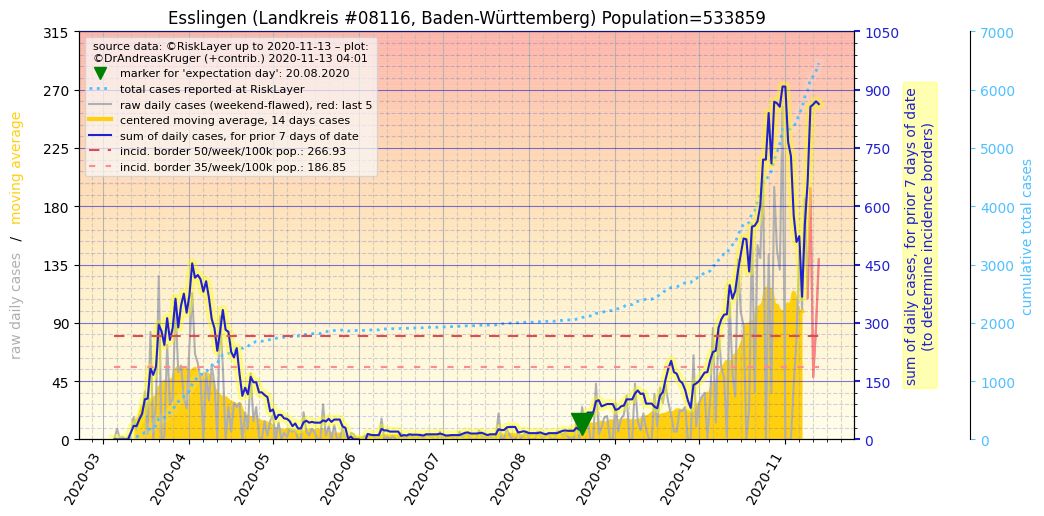 Esslingen (Landkreis #08116, Baden-Württemberg) Population=533859
source data: ©RiskLayer up to 2020-11-13 – plot:
©DrAndreasKruger (+contrib.) 2020-11-13 04:01
marker for 'expectation day': 20.08.2020
total cases reported at RiskLayer
raw daily cases (weekend-flawed), red: last 5
centered moving average, 14 days cases
sum of daily cases, for prior 7 days of date
incid. border 50/week/100k pop.: 266.93
incid. border 35/week/100k pop.: 186.85
raw daily cases / moving average
315
270
225
180
135
90
45
0
1050
900
750
600
450
300
150
0
sum of daily cases, for prior 7 days of date
(to determine incidence borders)
7000
6000
5000
4000
3000
2000
1000
0
cumulative total cases
2020-03
2020-04
2020-05
2020-06
2020-07
2020-08
2020-09
2020-10
2020-11